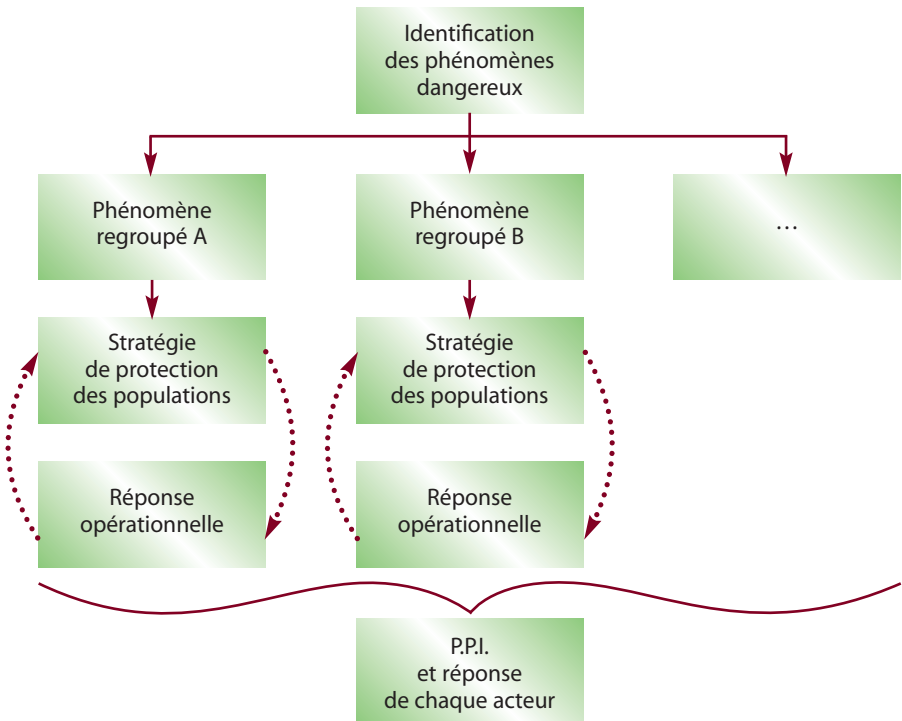 Identification
des phénomènes
dangereux
Phénomène
regroupé A
Phénomène
regroupé B
...
Stratégie
de protection
des populations
Stratégie
de protection
des populations
Réponse
opérationnelle
Réponse
opérationnelle
P.P.I.
et réponse
de chaque acteur